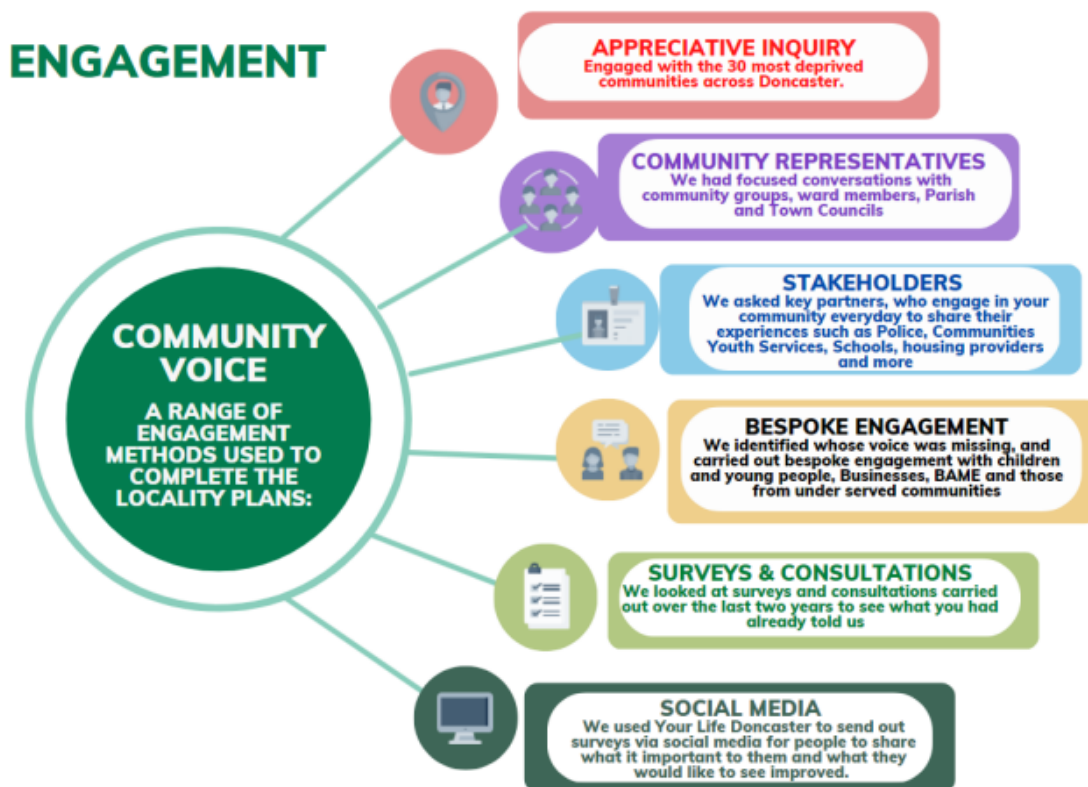 ENGAGEMENT
APPRECIATIVE INQUIRY
Engaged with the 30 most deprived
communities across Doncaster.
COMMUNITY REPRESENTATIVES
We had focused conversations with
community groups, ward members, Parish
and Town Councils
STAKEHOLDERS
We asked key partners, who engage in your
community everyday to share their
experiences such as Police, Communities
Youth Services, Schools, housing providers
and more
COMMUNITY
VOICE
A RANGE OF
ENGAGEMENT
METHODS USED TO
COMPLETE THE
LOCALITY PLANS:
BESPOKE ENGAGEMENT
We identified whose voice was missing, and
carried out bespoke engagement with children
and young people, Businesses, BAME and those
from under served communities
SURVEYS & CONSULTATIONS
We looked at surveys and consultations carried
out over the last two years to see what you had
already told us
SOCIAL MEDIA
We used Your Life Doncaster to send out
surveys via social media for people to share
what it important to them and what they
would like to see improved.